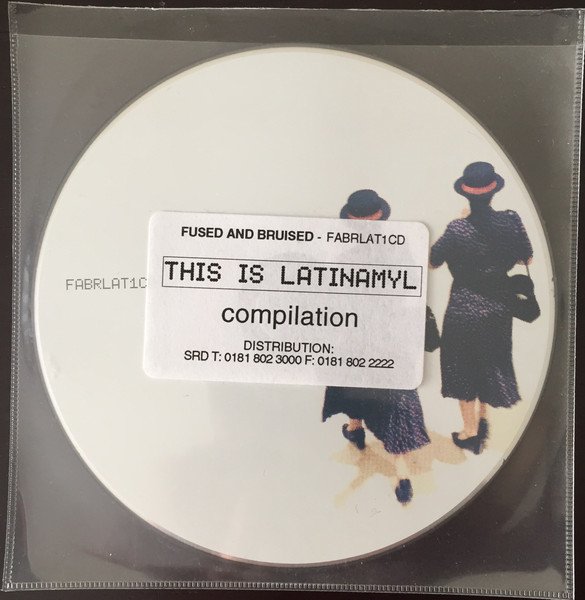 FUSED AND BRUISED - FABRLAT1CD
FABRLAT1C
THIS IS LATINAMYL
compilation
DISTRIBUTION:
SRD T: 0181 802 3000 F: 0181 802 2222